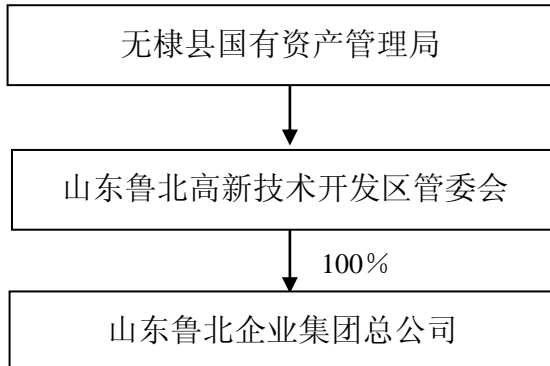 无棣县国有资产管理局
山东鲁北高新技术开发区管委会
100％
山东鲁北企业集团总公司